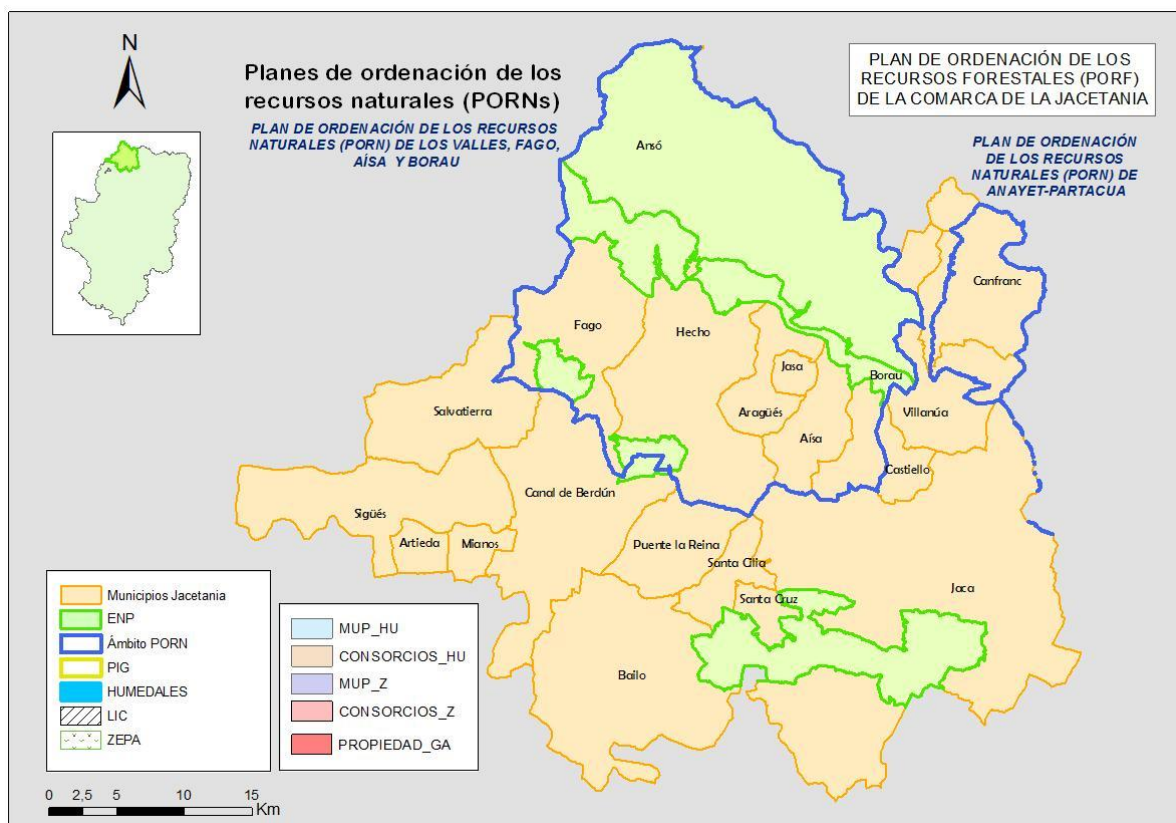 N
Planes de ordenación de los
recursos naturales (PORNs)
PLAN DE ORDENACIÓN DE LOS RECURSOS
NATURALES (PORN) DE LOS VALLES, FAGO,
AÍSA Y BORAU
PLAN DE ORDENACIÓN DE LOS
RECURSOS FORESTALES (PORF)
DE LA COMARCA DE LA JACETANIA
PLAN DE ORDENACIÓN
DE LOS RECURSOS
NATURALES (PORN) DE
ANAYET-PARTACUA
Ansó
Canfranc
Fago
Hecho
Jasa
Borau
Salvatierra
Aragüés
Villanúa
Aísa
Castiello
Canal de Berdún
Sigüés
Artieda
Mianos
Puente la Reina
Santa Cilia
Santa Cruz
Jaca
Bailo
Municipios Jacetania
ENP
Ámbito PORN
PIG
HUMEDALES
LIC
ZEPA
MUP_HU
CONSORCIOS_HU
MUP_Z
CONSORCIOS_Z
PROPIEDAD_GA
0 2,5 5 10 15
Km